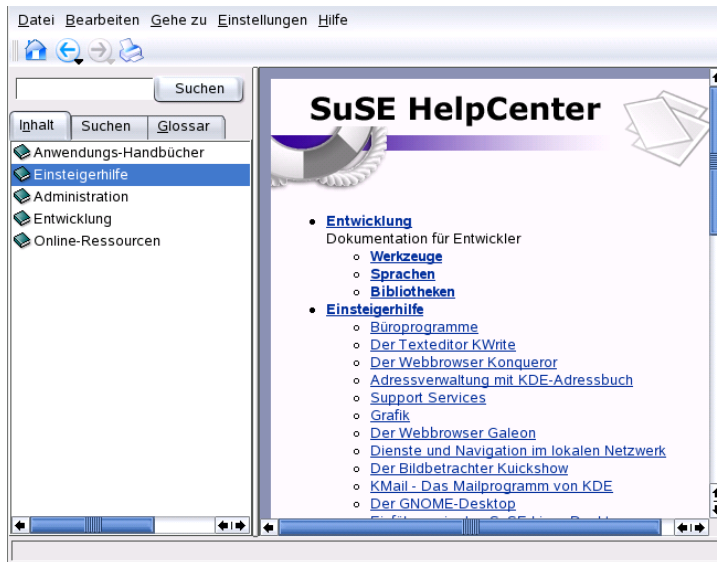 Datei Bearbeiten Gehe zu Einstellungen Hilfe
Suchen
Inhalt Suchen Glossar
Anwendungs-Handbücher
Einsteigerhilfe
Administration
Entwicklung
Online-Ressourcen
SuSE HelpCenter
Entwicklung
Dokumentation für Entwickler
Werkzeuge
Sprachen
Bibliotheken
Einsteigerhilfe
Büroprogramme
Der Texteditor KWrite
Der Webbrowser Konqueror
Adressverwaltung mit KDE-Adressbuch
Support Services
Grafik
Der Webbrowser Galeon
Dienste und Navigation im lokalen Netzwerk
Der Bildbetrachter Kuickshow
KMail - Das Mailprogramm von KDE
Der GNOME-Desktop